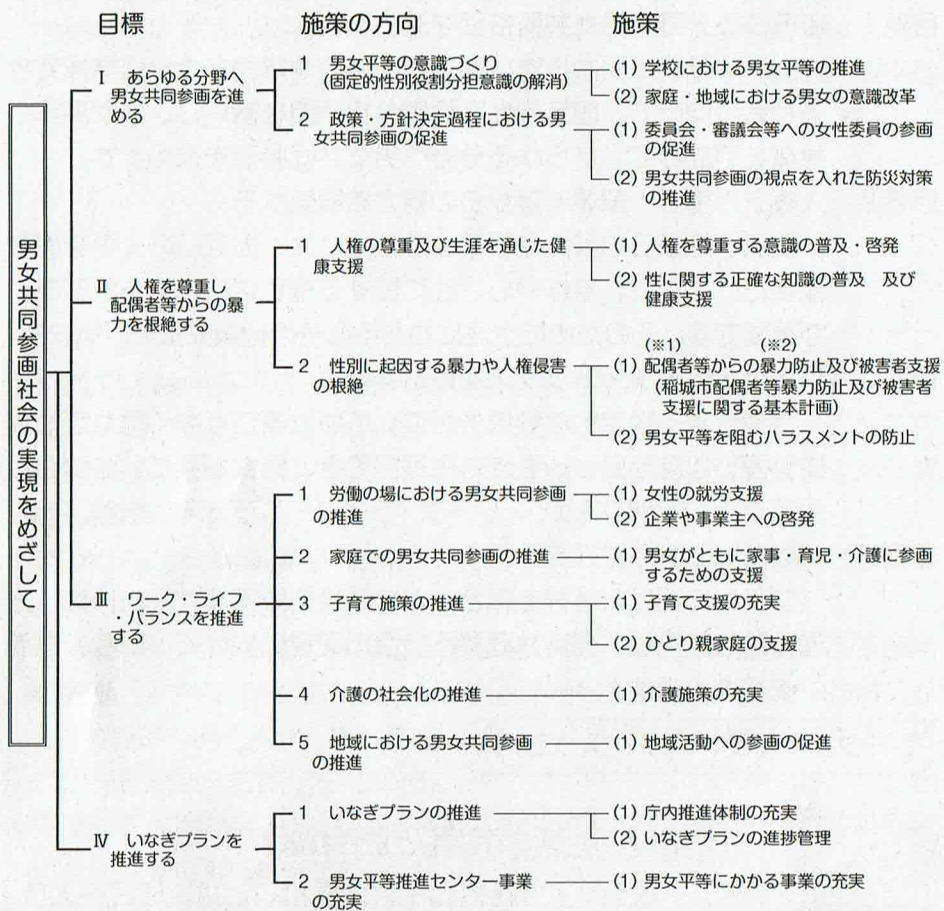 目標
施策の方向
施策
男女共同参画社会の実現をめざして
Ⅰ あらゆる分野へ
男女共同参画を進
める
1 男女平等の意識づくり
(固定的性別役割分担意識の解消)
(1) 学校における男女平等の推進
(2) 家庭・地域における男女の意識改革
2 政策・方針決定過程における男
女共同参画の促進
(1) 委員会・審議会等への女性委員の参画
の促進
(2) 男女共同参画の視点を入れた防災対策
の推進
Ⅱ 人権を尊重し
配偶者等からの暴
力を根絶する
1 人権の尊重及び生涯を通じた健
康支援
(1) 人権を尊重する意識の普及・啓発
(2) 性に関する正確な知識の普及 及び
健康支援
2 性別に起因する暴力や人権侵害
の根絶
(※1) (※2)
(1) 配偶者等からの暴力防止及び被害者支援
(稲城市配偶者等暴力防止及び被害者
支援に関する基本計画)
(2) 男女平等を阻むハラスメントの防止
Ⅲ ワーク・ライフ
・バランスを推進
する
1 労働の場における男女共同参画
の推進
(1) 女性の就労支援
(2) 企業や事業主への啓発
2 家庭での男女共同参画の推進
(1) 男女がともに家事・育児・介護に参画
するための支援
3 子育て施策の推進
(1) 子育て支援の充実
(2) ひとり親家庭の支援
4 介護の社会化の推進
(1) 介護施策の充実
5 地域における男女共同参画
の推進
(1) 地域活動への参画の促進
Ⅳ いなぎプランを
推進する
1 いなぎプランの推進
(1) 庁内推進体制の充実
(2) いなぎプランの進捗管理
2 男女平等推進センター事業
の充実
(1) 男女平等にかかる事業の充実